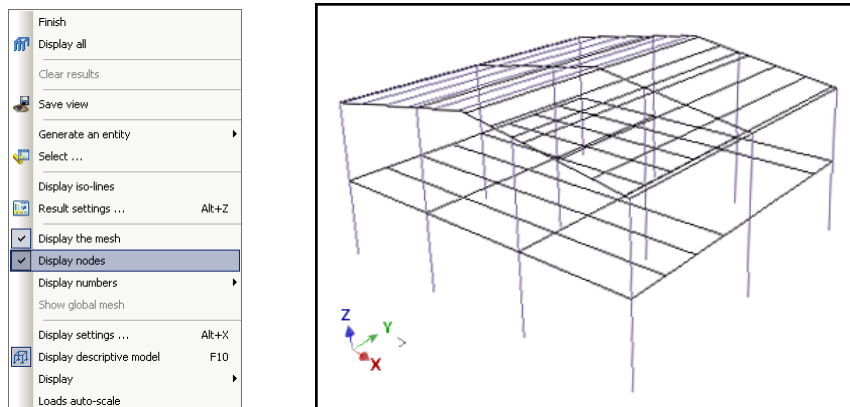 Finish
Display all
Clear results
Save view
Generate an entity
Select ...
Display iso-lines
Result settings ... Alt+Z
Display the mesh
Display nodes
Display numbers
Show global mesh
Display settings ... Alt+X
Display descriptive model F10
Display
Loads auto-scale
Z
Y
X